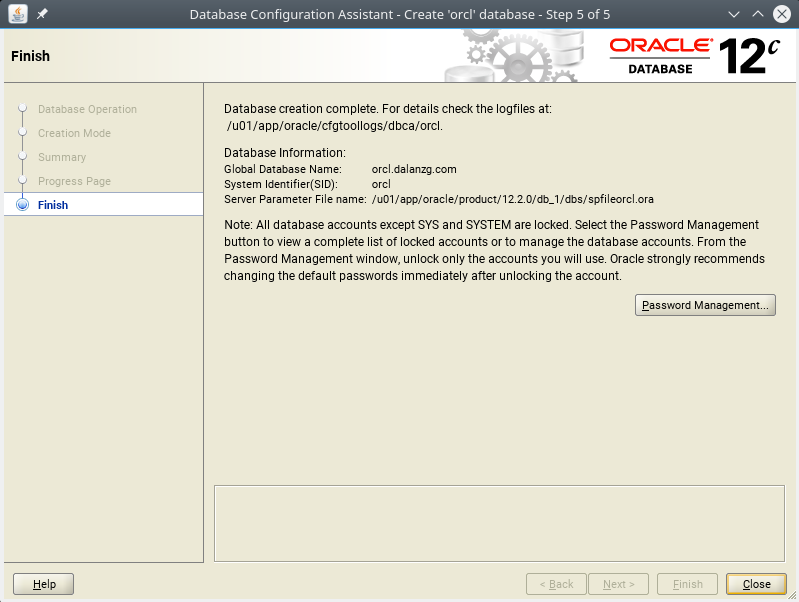 Database Configuration Assistant - Create 'orcl' database - Step 5 of 5
Finish
ORACLE®
DATABASE
12c
Database Operation
Creation Mode
Summary
Progress Page
Finish
Database creation complete. For details check the logfiles at:
/u01/app/oracle/cfgtoollogs/dbca/orcl.
Database Information:
Global Database Name: orcl.dalanzg.com
System Identifier(SID): orcl
Server Parameter File name: /u01/app/oracle/product/12.2.0/db_1/dbs/spfileorcl.ora
Note: All database accounts except SYS and SYSTEM are locked. Select the Password Management
button to view a complete list of locked accounts or to manage the database accounts. From the
Password Management window, unlock only the accounts you will use. Oracle strongly recommends
changing the default passwords immediately after unlocking the account.
Password Management...
Help
< Back
Next >
Finish
Close